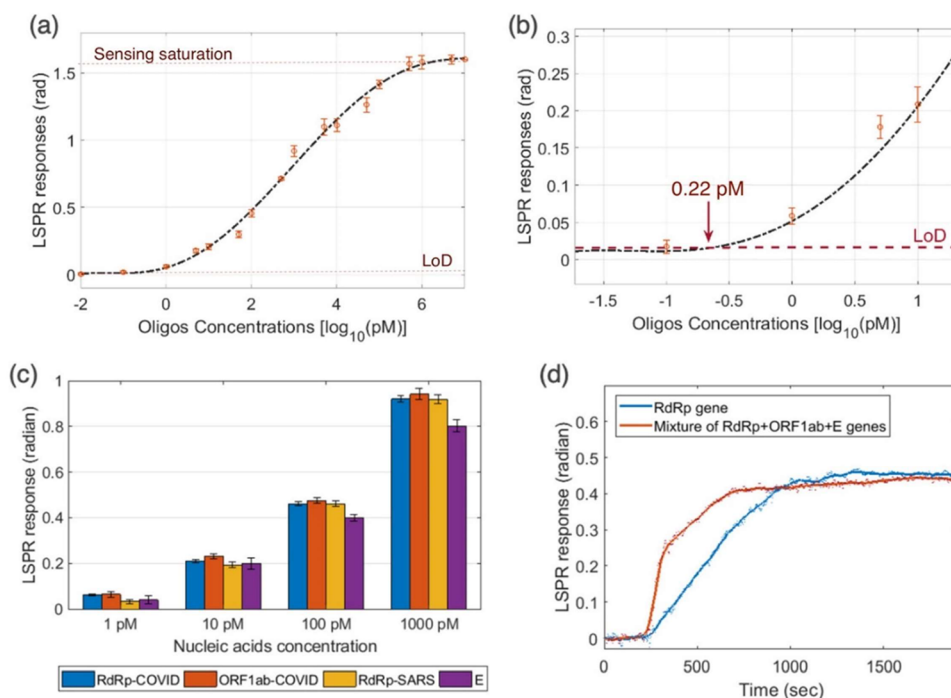 (a)
Sensing saturation
LoD
LSPR responses (rad)
0
0.5
1
1.5
-2
0
2
4
6
Oligos Concentrations [log10(pM)]
(b)
0.22 pM
LoD
LSPR responses (rad)
0
0.05
0.1
0.15
0.2
0.25
0.3
-1.5
-1
-0.5
0
0.5
1
Oligos Concentrations [log10(pM)]
(c)
LSPR response (radian)
0
0.2
0.4
0.6
0.8
1
1 pM
10 pM
100 pM
1000 pM
Nucleic acids concentration
RdRp-COVID
ORF1ab-COVID
RdRp-SARS
E
(d)
RdRp gene
Mixture of RdRp+ORF1ab+E genes
LSPR response (radian)
0
0.1
0.2
0.3
0.4
0.5
0.6
0
500
1000
1500
Time (sec)